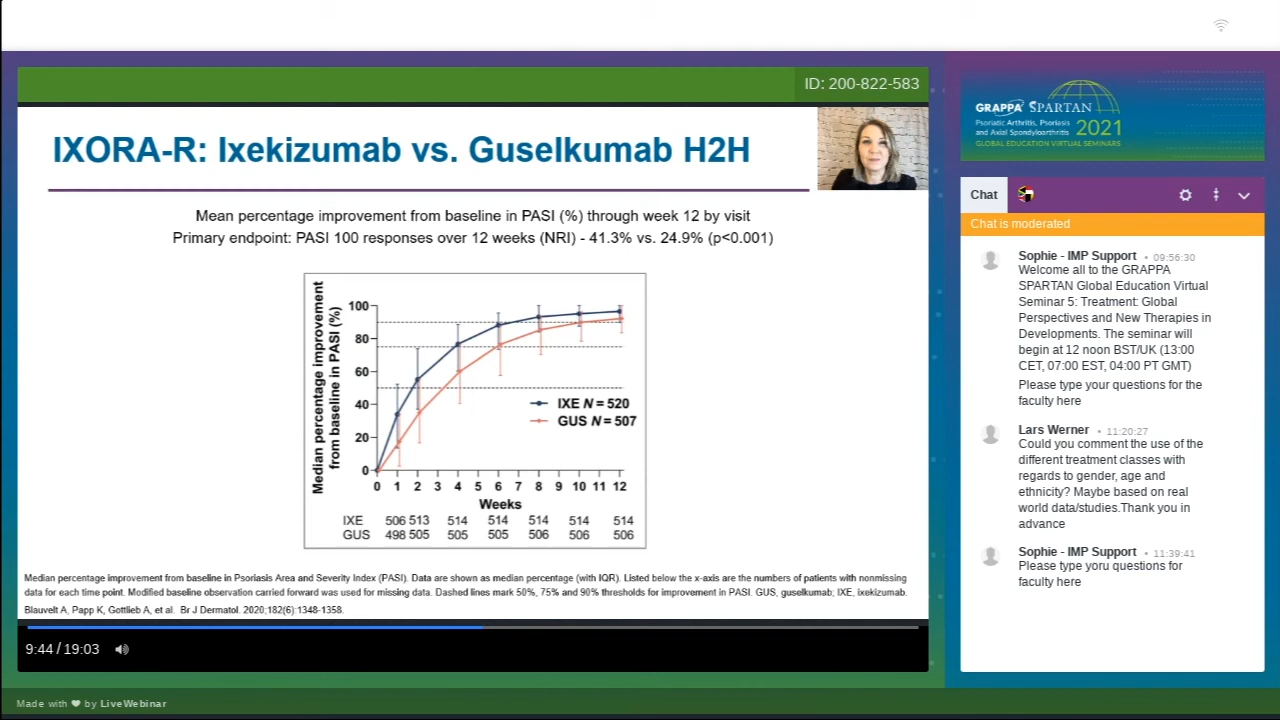 ID: 200-822-583
IXORA-R: Ixekizumab vs. Guselkumab H2H
Mean percentage improvement from baseline in PASI (%) through week 12 by visit
Primary endpoint: PASI 100 responses over 12 weeks (NRI) - 41.3% vs. 24.9% (p<0.001)
Median percentage improvement
from baseline in PASI (%)
100
80
60
40
20
0
IXE N = 520
GUS N = 507
0 1 2 3 4 5 6 7 8 9 10 11 12
Weeks
IXE 506 513 514 514 514 514 514
GUS 498 505 505 505 506 506 506
Median percentage improvement from baseline in Psoriasis Area and Severity Index (PASI). Data are shown as median percentage (with IQR). Listed below the x-axis are the numbers of patients with nonmissing
data for each time point. Modified baseline observation carried forward was used for missing data. Dashed lines mark 50%, 75% and 90% thresholds for improvement in PASI. GUS, guselkumab; IXE, ixekizumab.
Blauvelt A, Papp K, Gottlieb A, et al. Br J Dermatol. 2020;182(6):1348-1358.
9:44 / 19:03
Made with ❤ by LiveWebinar
GRAPPA SPARTAN
Psoriatic Arthritis, Psoriasis
and Axial Spondyloarthritis 2021
GLOBAL EDUCATION VIRTUAL SEMINARS
Chat
Chat is moderated
Sophie - IMP Support • 09:56:30
Welcome all to the GRAPPA
SPARTAN Global Education Virtual
Seminar 5: Treatment: Global
Perspectives and New Therapies in
Developments. The seminar will
begin at 12 noon BST/UK (13:00
CET, 07:00 EST, 04:00 PT GMT)
Please type your questions for the
faculty here
Lars Werner • 11:20:27
Could you comment the use of the
different treatment classes with
regards to gender, age and
ethnicity? Maybe based on real
world data/studies.Thank you in
advance
Sophie - IMP Support • 11:39:41
Please type yoru questions for
faculty here